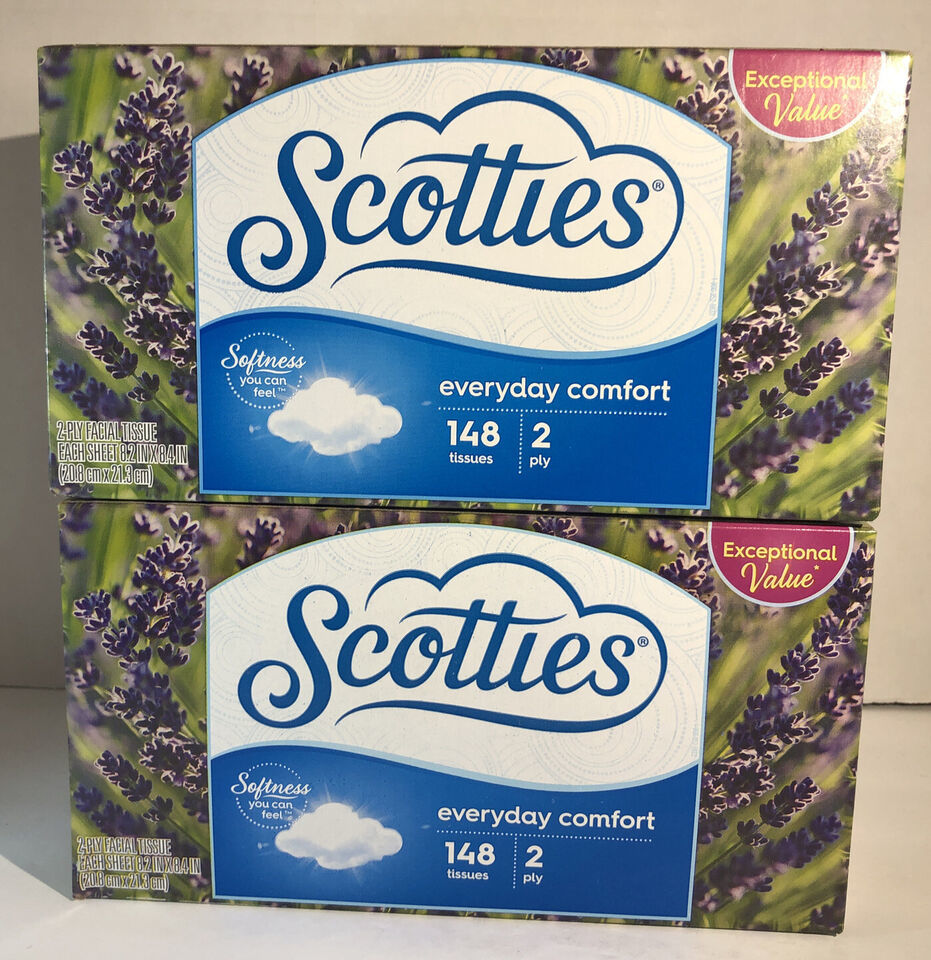 Exceptional
Value*
Scotties®
Softness
you can
feel™
everyday comfort
148
tissues
2
ply
2-PLY FACIAL TISSUE
EACH SHEET 8.2 IN X 8.4 IN
(20.8 cm x 21.3 cm)
Exceptional
Value*
Scotties®
Softness
you can
feel™
everyday comfort
148
tissues
2
ply
2-PLY FACIAL TISSUE
EACH SHEET 8.2 IN X 8.4 IN
(20.8 cm x 21.3 cm)